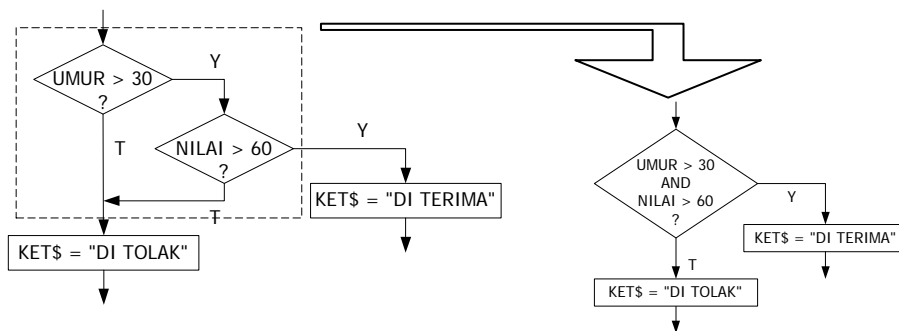 UMUR > 30
?
Y
T
NILAI > 60
?
Y
T
KET$ = "DI TERIMA"
KET$ = "DI TOLAK"
UMUR > 30
AND
NILAI > 60
?
Y
KET$ = "DI TERIMA"
T
KET$ = "DI TOLAK"